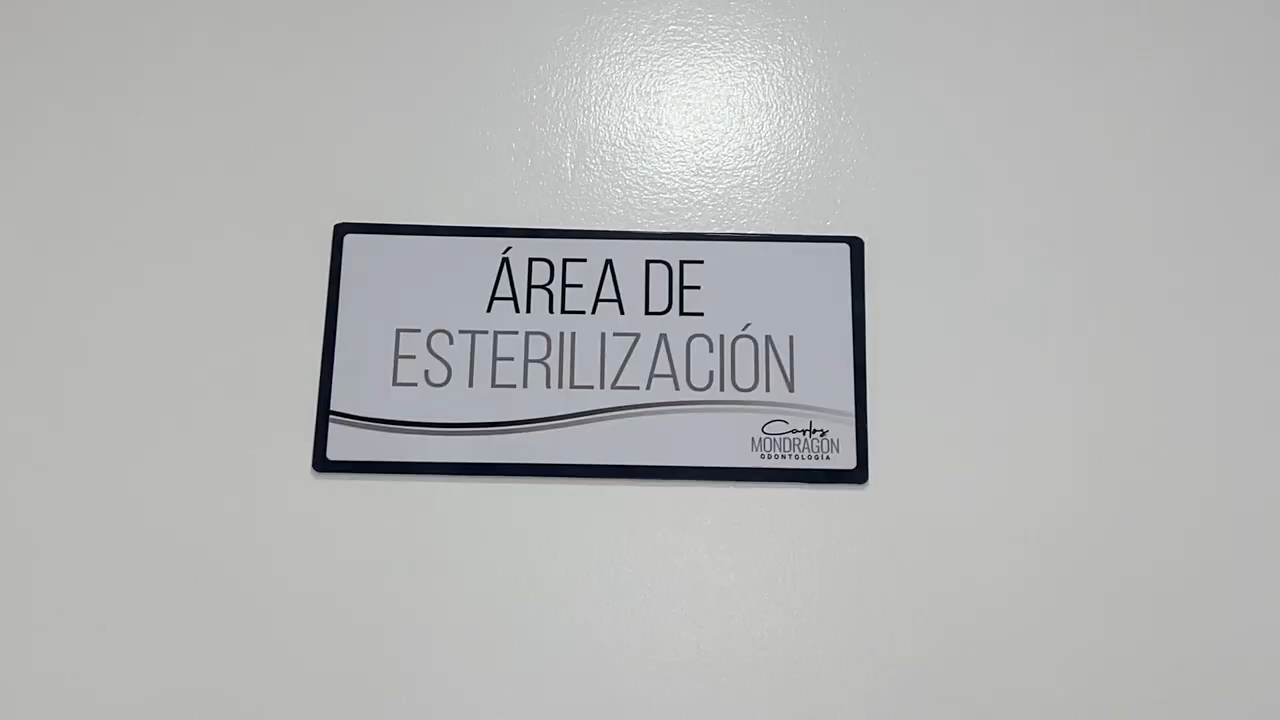 ÁREA DE
ESTERILIZACIÓN
Carlos
MONDRAGÓN
ODONTOLOGÍA